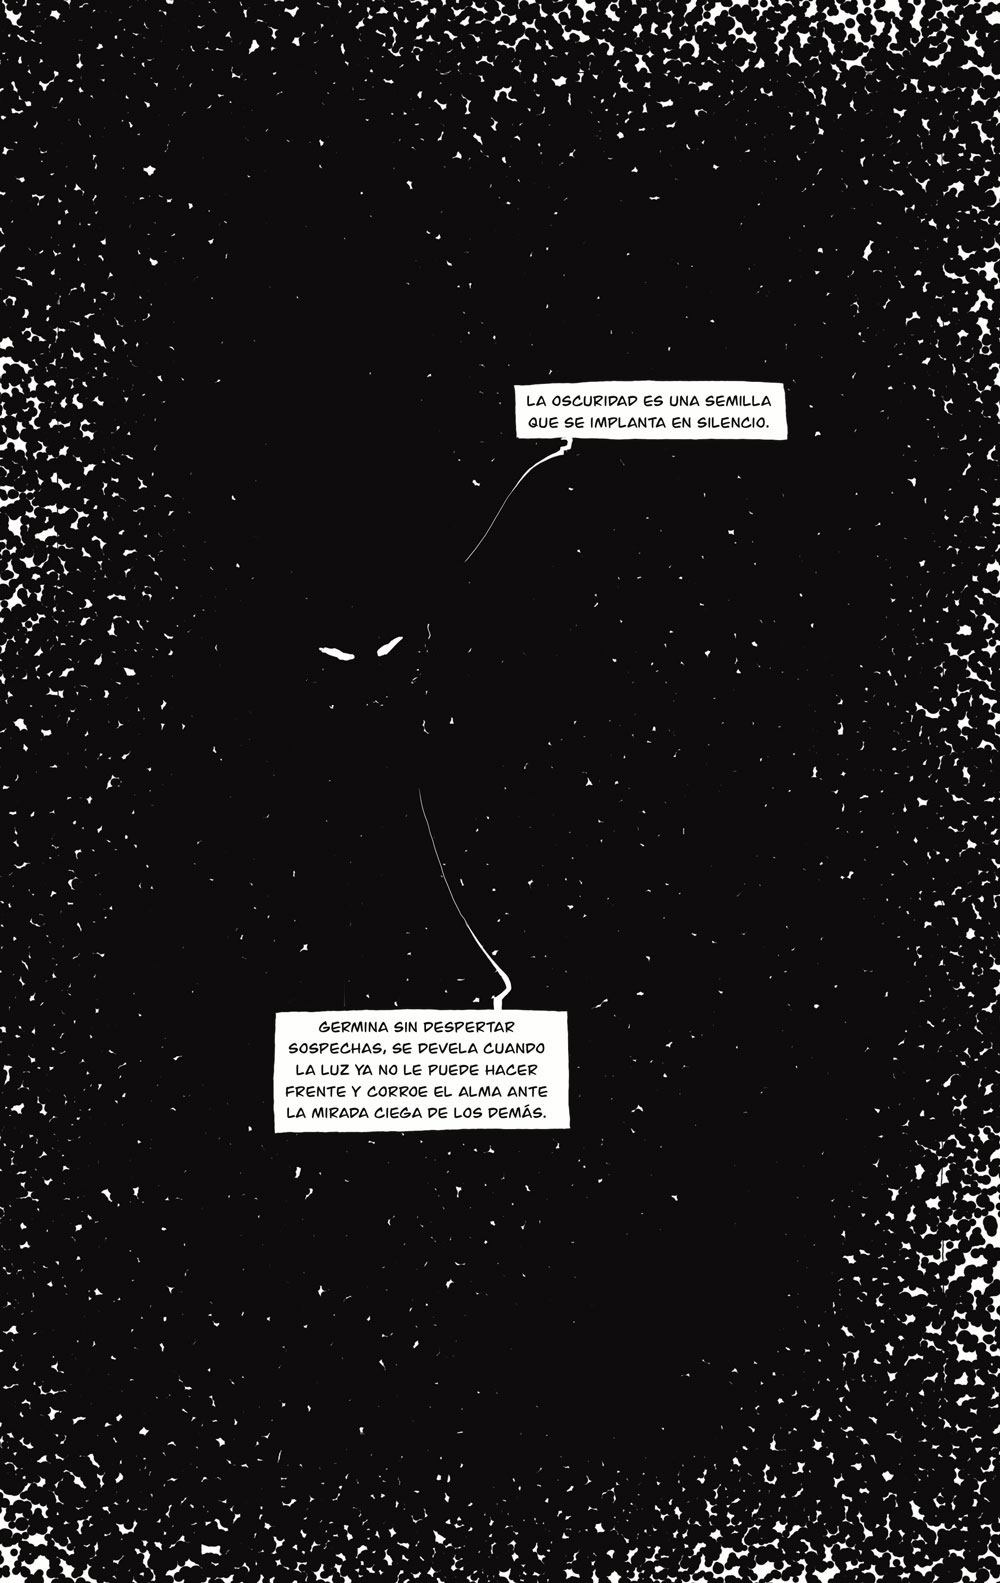 LA OSCURIDAD ES UNA SEMILLA
QUE SE IMPLANTA EN SILENCIO.
GERMINA SIN DESPERTAR
SOSPECHAS, SE DEVELA CUANDO
LA LUZ YA NO LE PUEDE HACER
FRENTE Y CORROE EL ALMA ANTE
LA MIRADA CIEGA DE LOS DEMÁS.